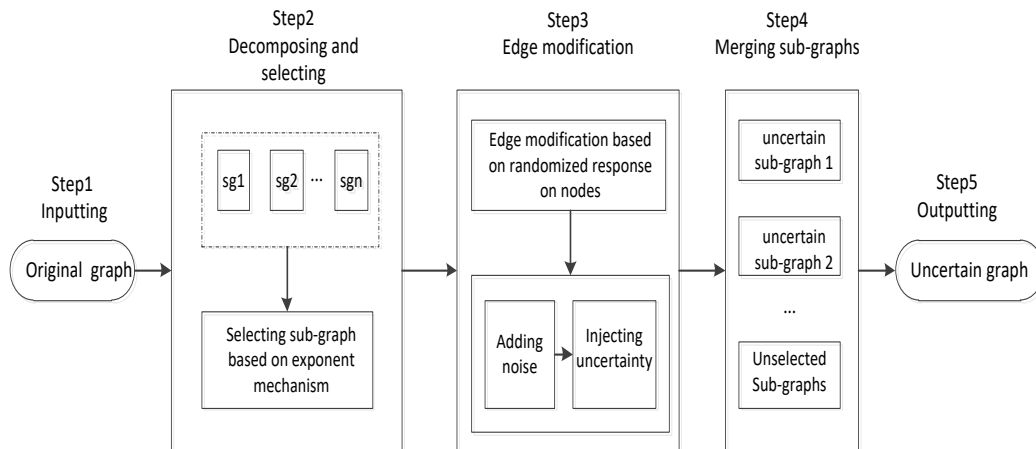 Step1
Inputting
Original graph
Step2
Decomposing and
selecting
sg1 sg2 ... sgn
Selecting sub-graph
based on exponent
mechanism
Step3
Edge modification
Edge modification based
on randomized response
on nodes
Adding
noise
Injecting
uncertainty
Step4
Merging sub-graphs
uncertain
sub-graph 1
uncertain
sub-graph 2
...
Unselected
Sub-graphs
Step5
Outputting
Uncertain graph